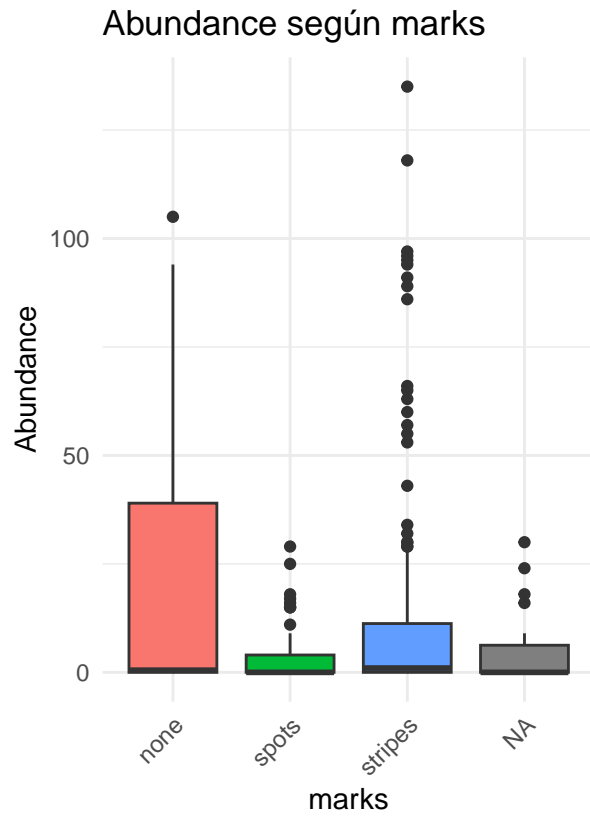 Abundance según marks
Abundance
100
50
0
none
spots
stripes
NA
marks